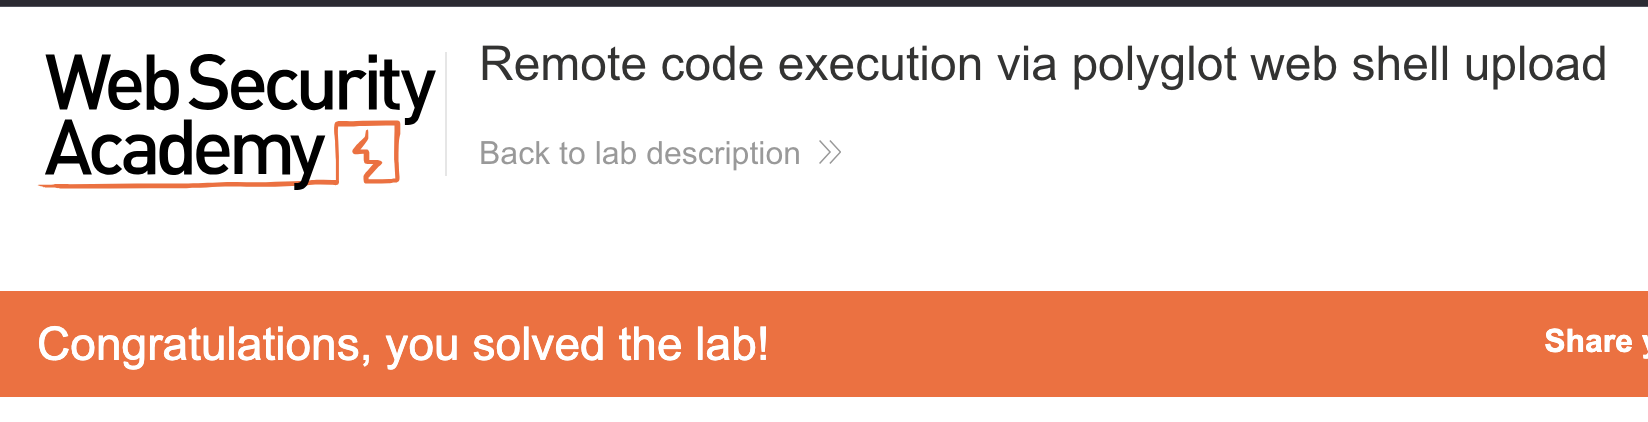 Web Security
Academy
Remote code execution via polyglot web shell upload
Back to lab description
Congratulations, you solved the lab!
Share